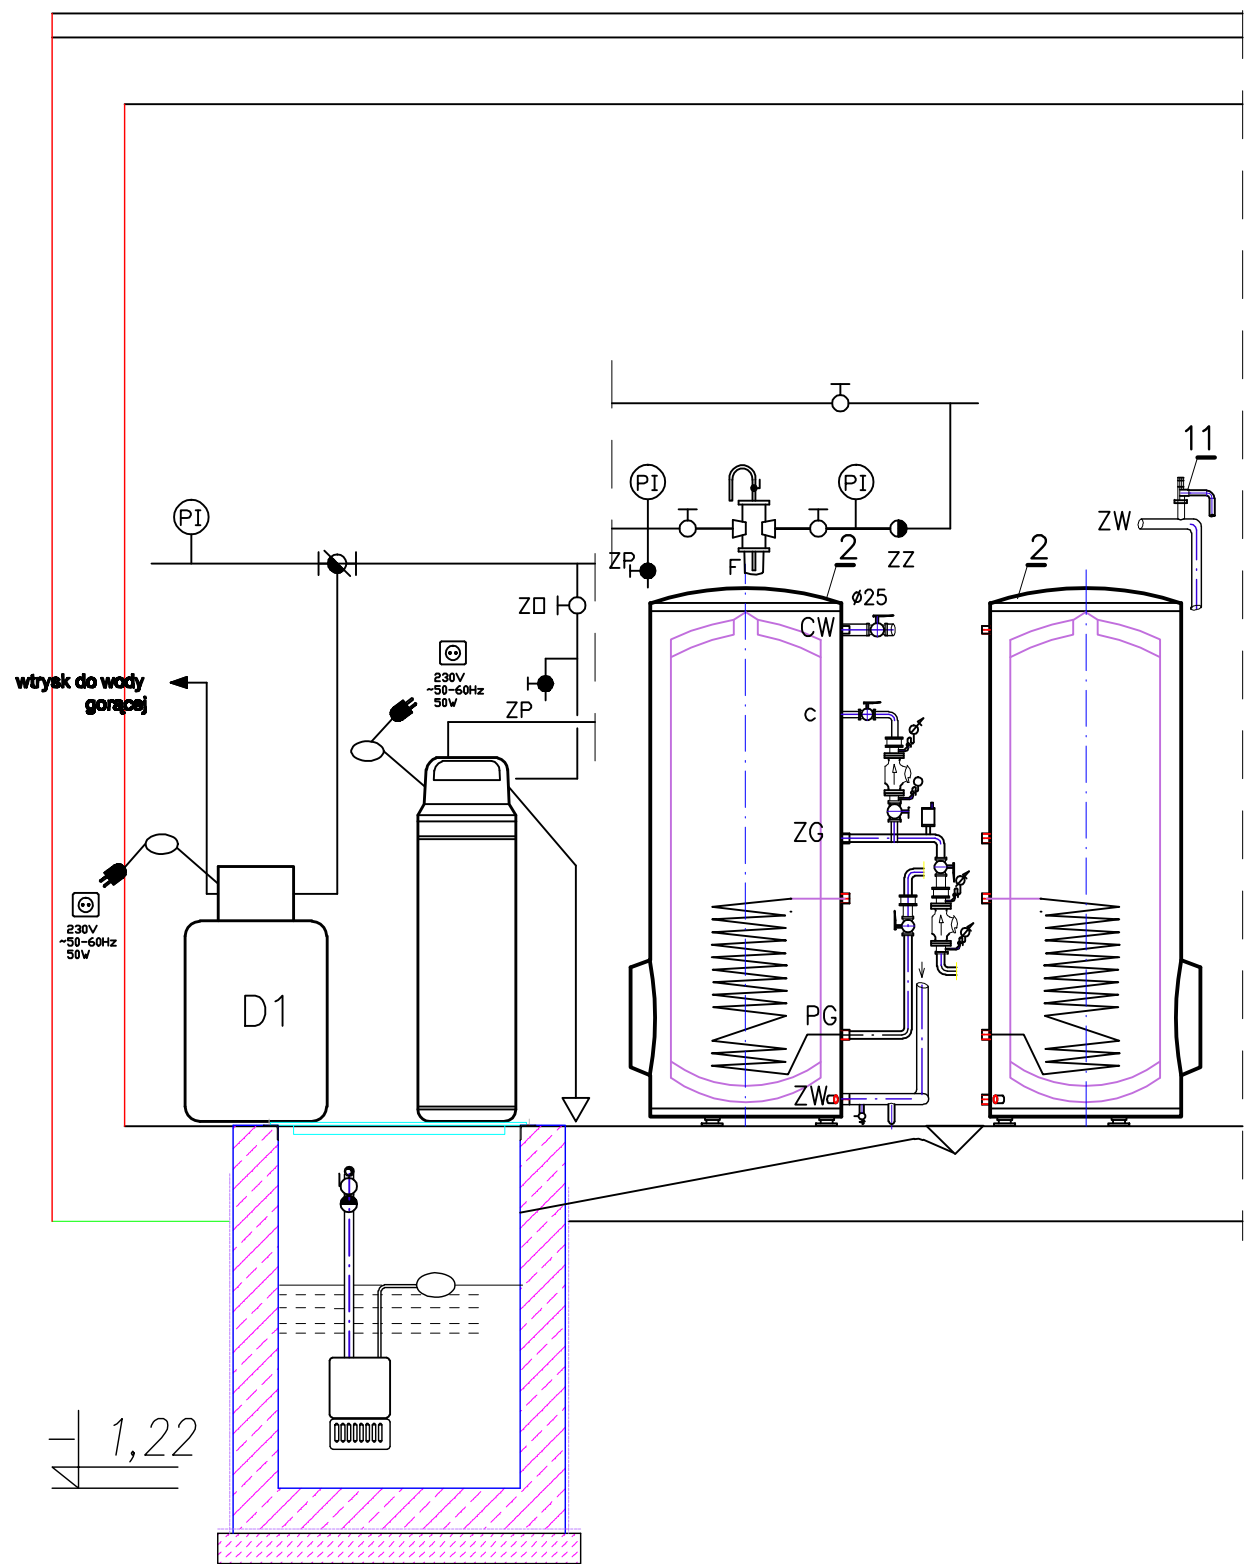 11
PI
PI
PI
ZW
ZP
F
2
ZZ
2
ø25
ZO
CW
230V
~50-60Hz
50W
wtrysk do wody
gorącej
ZP
c
ZG
230V
~50-60Hz
50W
D1
PG
ZW
- 1,22